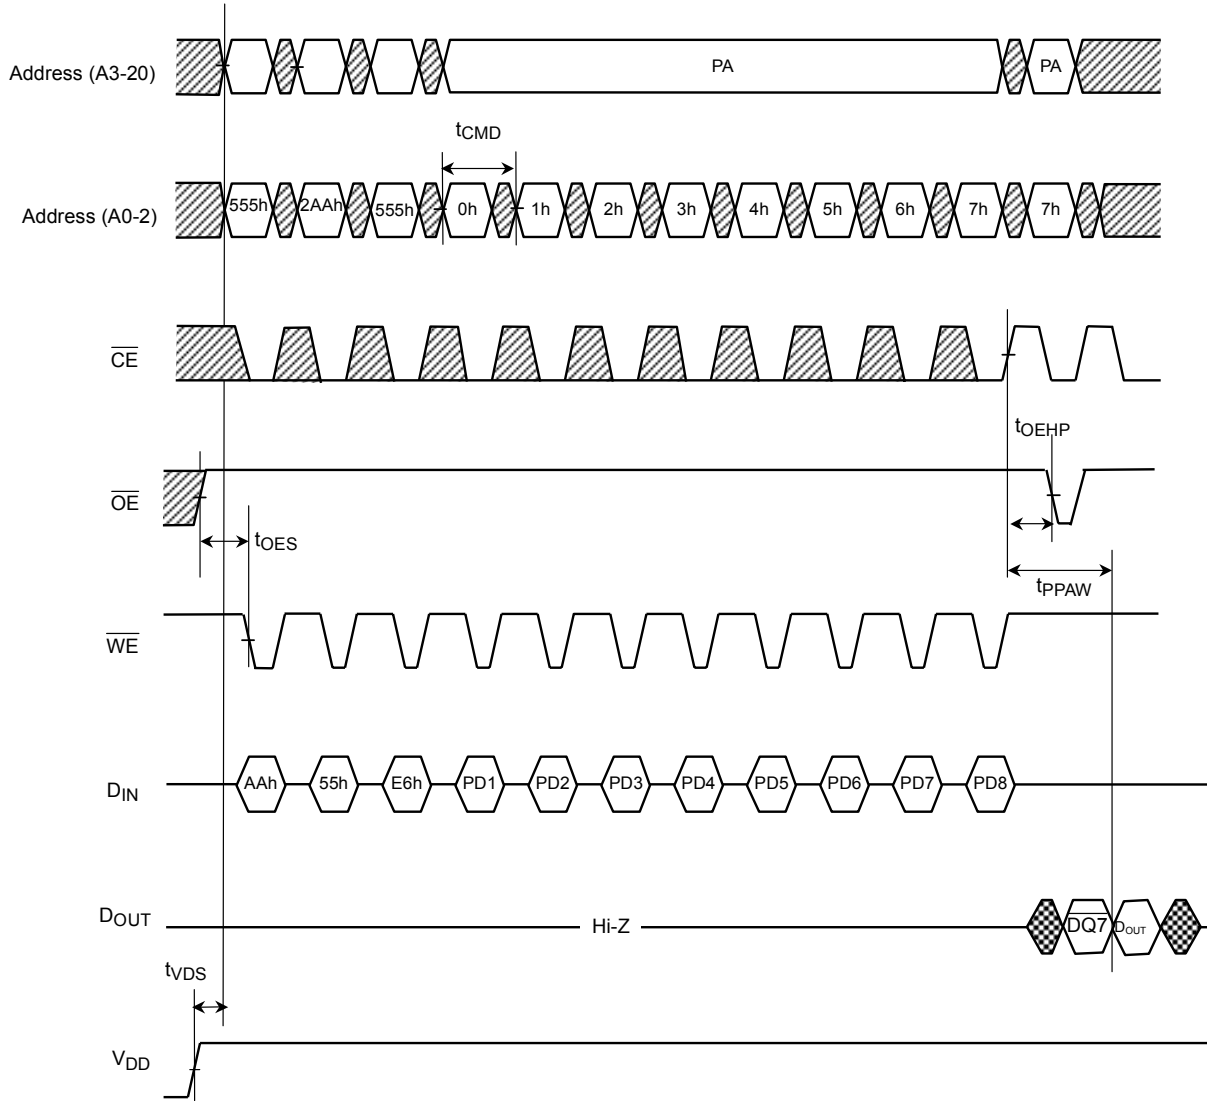 Address (A3-20) PA PA
tCMD
Address (A0-2) 555h 2AAh 555h 0h 1h 2h 3h 4h 5h 6h 7h 7h
CE
tOEHP
OE
tOES
tPPAW
WE
DIN AAh 55h E6h PD1 PD2 PD3 PD4 PD5 PD6 PD7 PD8
DOUT Hi-Z DQ7 DOUT
tVDS
VDD